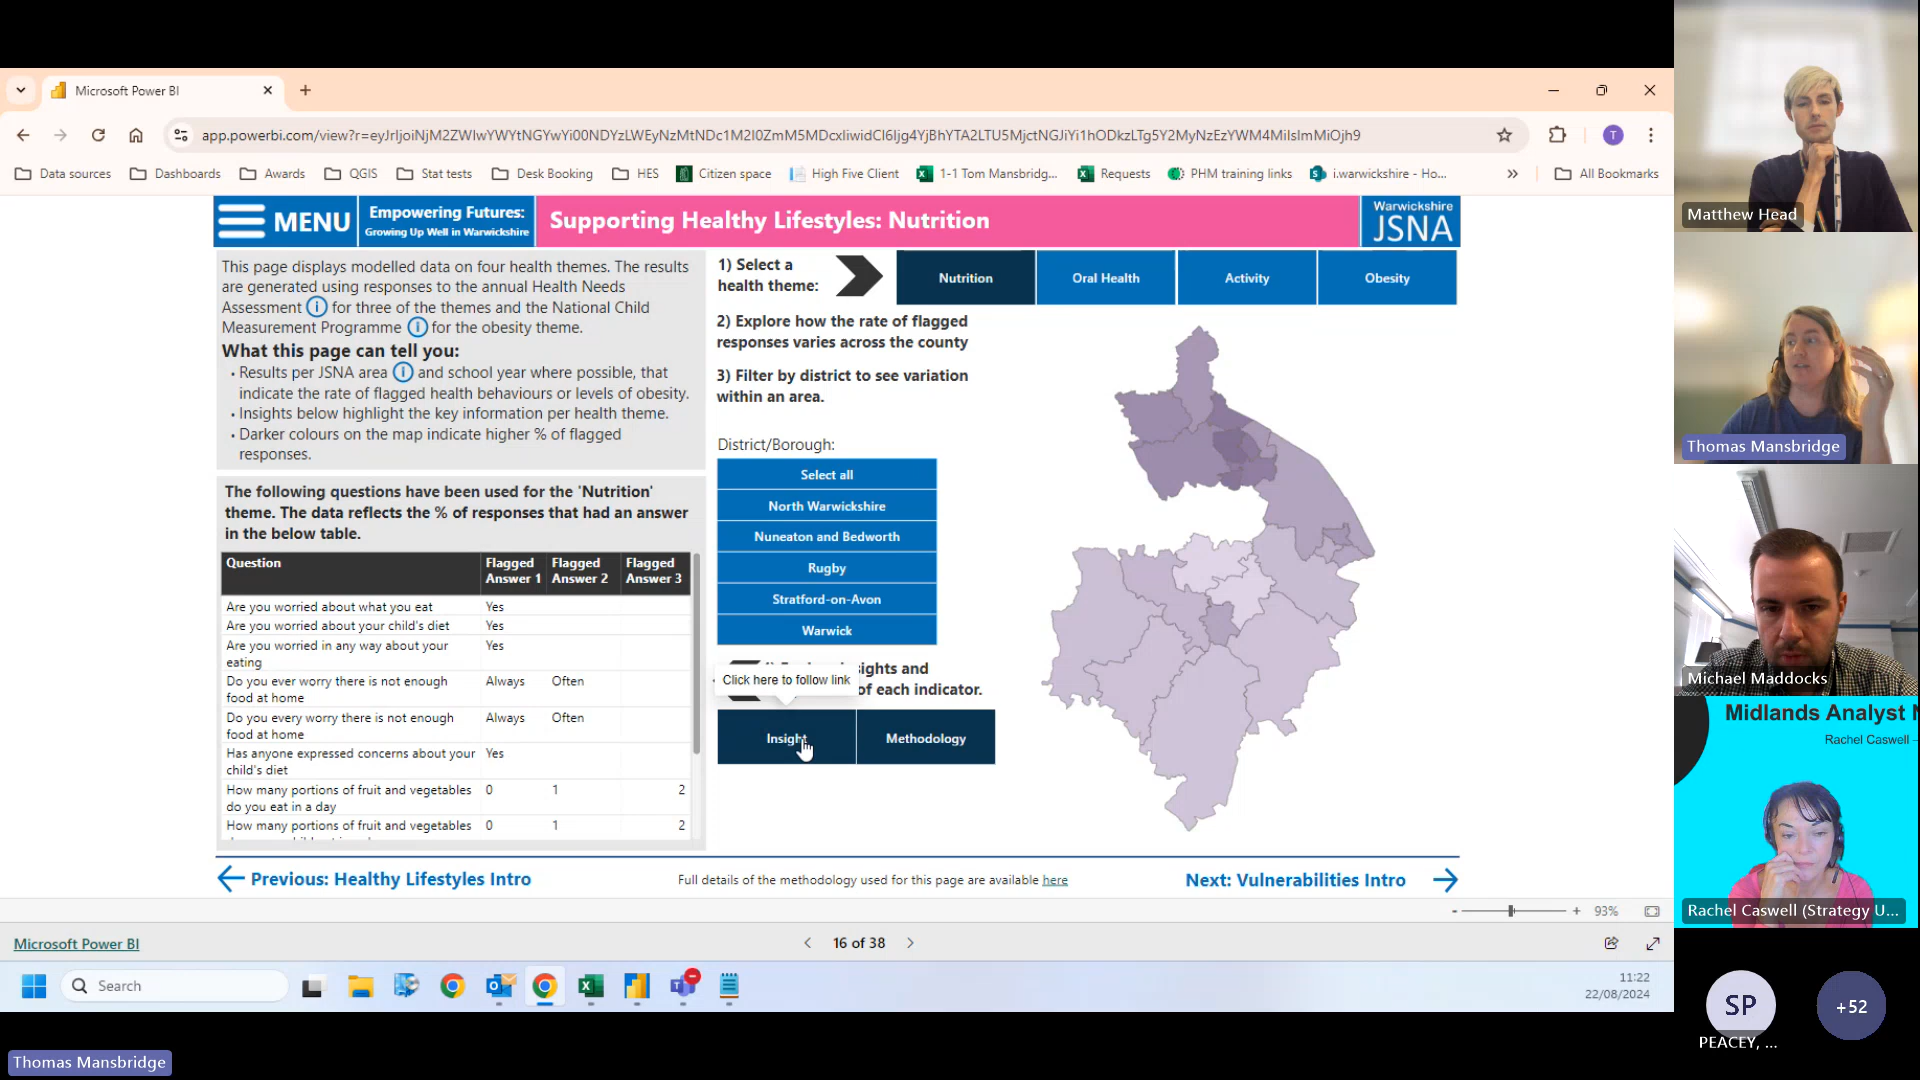 Microsoft Power BI
app.powerbi.com/view?r=eyJrIjoiNjM2ZWIwYWYtNGYwYi00NDYzLWEyNzMtNDc1M2I0ZmM5MDcxIiwidCI6Ijg4YjBhYTA2LTU5MjctNGJiYi1hODkzLTg5Y2MyNzEzYWM4MiIsImMiOjh9
Data sources
Dashboards
Awards
QGIS
Stat tests
Desk Booking
HES
Citizen space
High Five Client
1-1 Tom Mansbridg...
Requests
PHM training links
i.warwickshire - Ho...
»
All Bookmarks
MENU
Empowering Futures:
Growing Up Well in Warwickshire
Supporting Healthy Lifestyles: Nutrition
Warwickshire
JSNA
This page displays modelled data on four health themes. The results
are generated using responses to the annual Health Needs
Assessment i for three of the themes and the National Child
Measurement Programme i for the obesity theme.
What this page can tell you:
• Results per JSNA area i and school year where possible, that
indicate the rate of flagged health behaviours or levels of obesity.
• Insights below highlight the key information per health theme.
• Darker colours on the map indicate higher % of flagged
responses.
The following questions have been used for the 'Nutrition'
theme. The data reflects the % of responses that had an answer
in the below table.
Question Flagged Answer 1 Flagged Answer 2 Flagged Answer 3
Are you worried about what you eat Yes
Are you worried about your child's diet Yes
Are you worried in any way about your Yes
eating
Do you ever worry there is not enough Always Often
food at home
Do you every worry there is not enough Always Often
food at home
Has anyone expressed concerns about your Yes
child's diet
How many portions of fruit and vegetables 0 1 2
do you eat in a day
How many portions of fruit and vegetables 0 1 2
1) Select a
health theme:
Nutrition
Oral Health
Activity
Obesity
2) Explore how the rate of flagged
responses varies across the county
3) Filter by district to see variation
within an area.
District/Borough:
Select all
North Warwickshire
Nuneaton and Bedworth
Rugby
Stratford-on-Avon
Warwick
Click here to follow link
of each indicator.
Insight
Methodology
Previous: Healthy Lifestyles Intro
Full details of the methodology used for this page are available here
Next: Vulnerabilities Intro
- + 93%
Microsoft Power BI
16 of 38
Search
11:22
22/08/2024
T
Matthew Head
Thomas Mansbridge
Michael Maddocks
Midlands Analyst
Rachel Caswell –
Rachel Caswell (Strategy U...
SP
PEACEY, ...
+52
Thomas Mansbridge